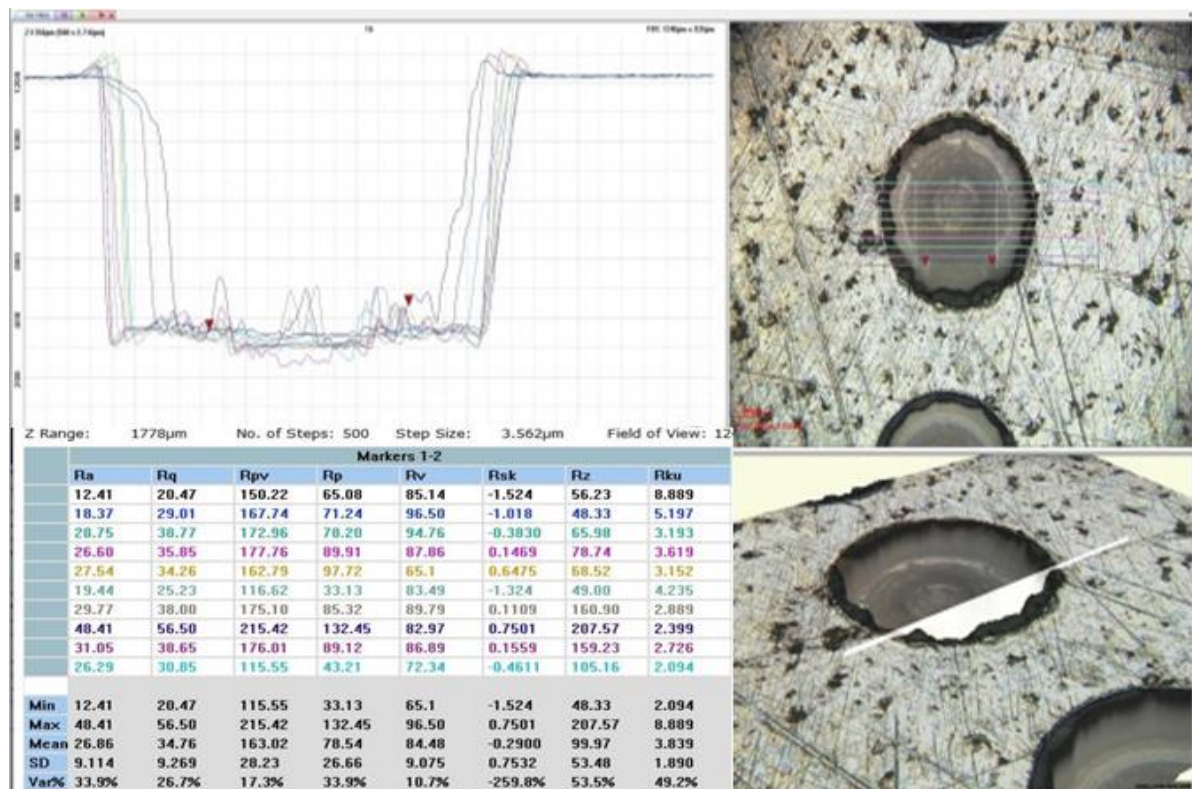 Z Range: 1778µm No. of Steps: 500 Step Size: 3.562µm Field of View: 12
Markers 1-2
Ra Rq Rpv Rp Rv Rsk Rz Rku
12.41 20.47 150.22 65.08 85.14 -1.524 56.23 8.889
18.37 29.01 167.74 71.24 96.50 -1.018 48.33 5.197
28.75 38.77 172.96 78.20 94.76 -0.3830 65.98 3.193
26.60 35.85 177.76 89.91 87.86 0.1469 78.74 3.619
27.54 34.26 162.79 97.72 65.1 0.6475 68.52 3.152
19.44 25.23 116.62 33.13 83.49 -1.324 49.00 4.235
29.77 38.00 175.10 85.32 89.79 0.1109 160.90 2.889
48.41 56.50 215.42 132.45 82.97 0.7501 207.57 2.399
31.05 38.65 176.01 89.12 86.89 0.1559 159.23 2.726
26.29 30.85 115.55 43.21 72.34 -0.4611 105.16 2.094
Min 12.41 20.47 115.55 33.13 65.1 -1.524 48.33 2.094
Max 48.41 56.50 215.42 132.45 96.50 0.7501 207.57 8.889
Mean 26.86 34.76 163.02 78.54 84.48 -0.2900 99.97 3.839
SD 9.114 9.269 28.23 26.66 9.075 0.7532 53.48 1.890
Var% 33.9% 26.7% 17.3% 33.9% 10.7% -259.8% 53.5% 49.2%